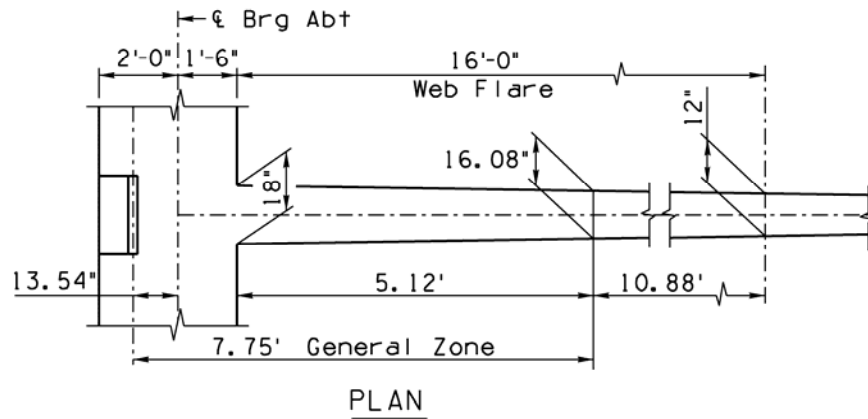 ℄ Brg Abt
2'-0" 1'-6" 16'-0"
Web Flare
12"
16.08"
18"
13.54" 5.12' 10.88'
7.75' General Zone
PLAN